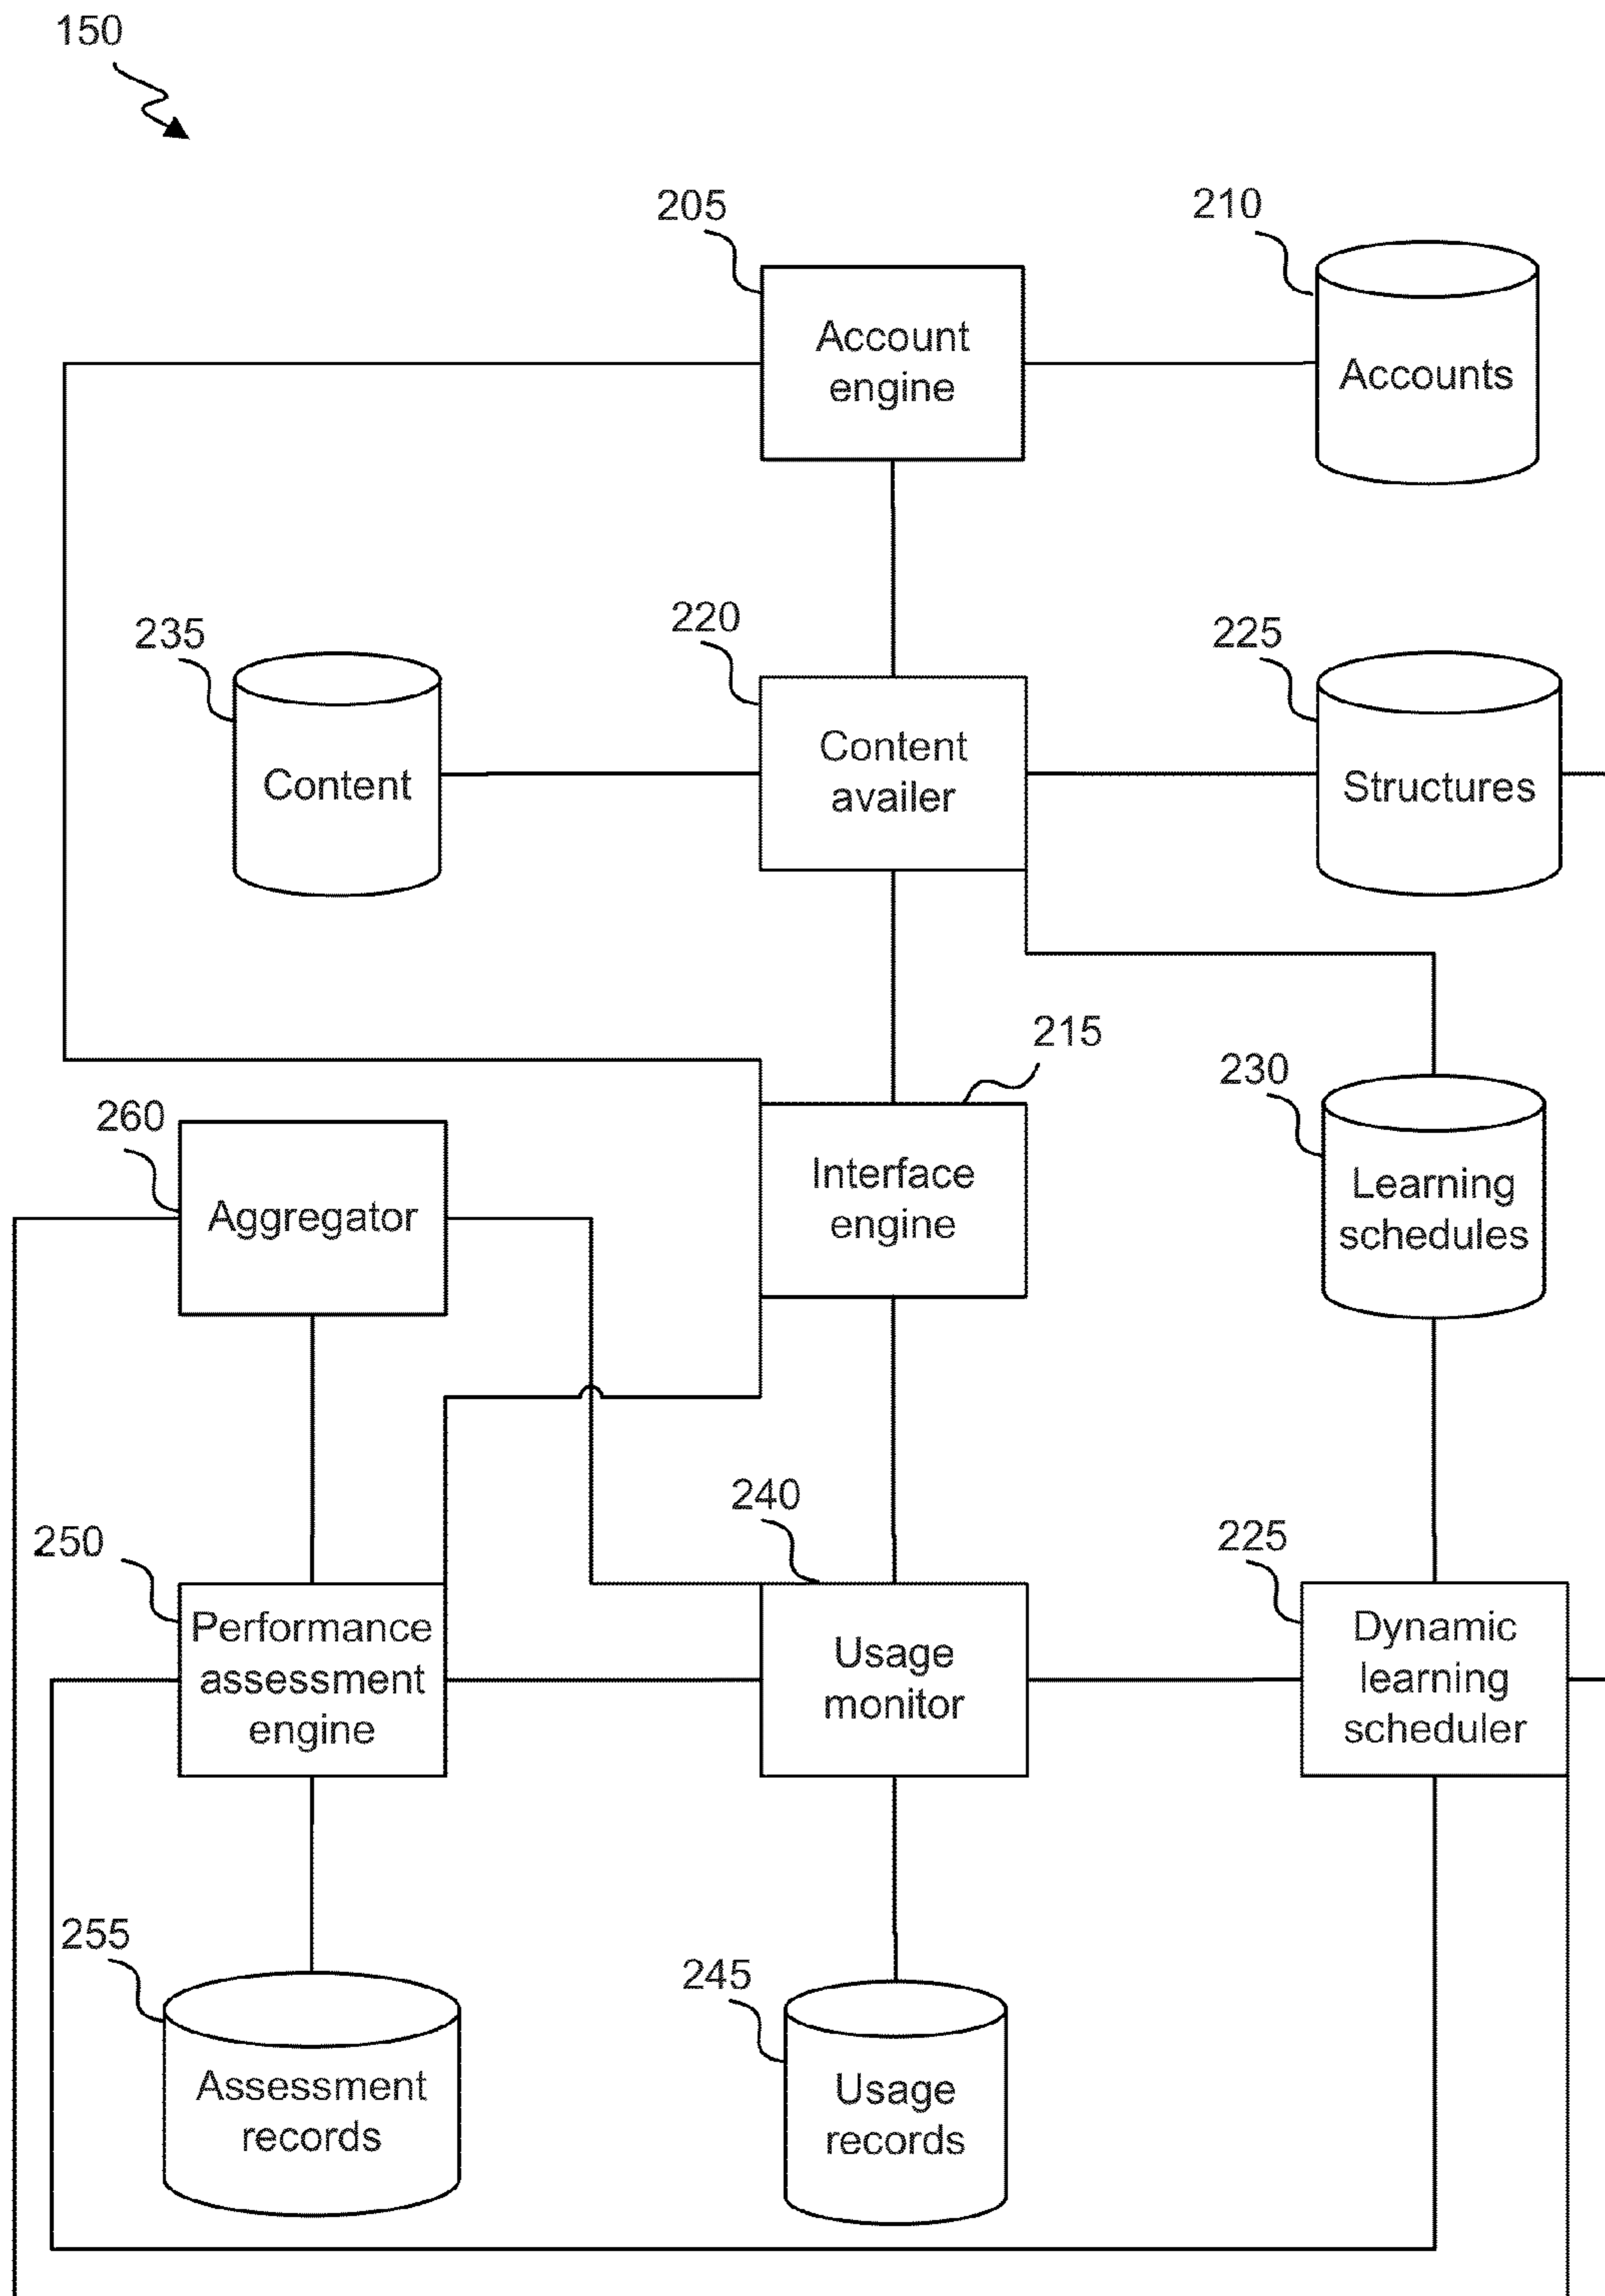 150
205
210
Account
engine
Accounts
235
220
225
Content
Content
availer
Structures
215
260
230
Aggregator
Interface
engine
Learning
schedules
250
240
225
Performance
assessment
engine
Usage
monitor
Dynamic
learning
scheduler
255
245
Assessment
records
Usage
records